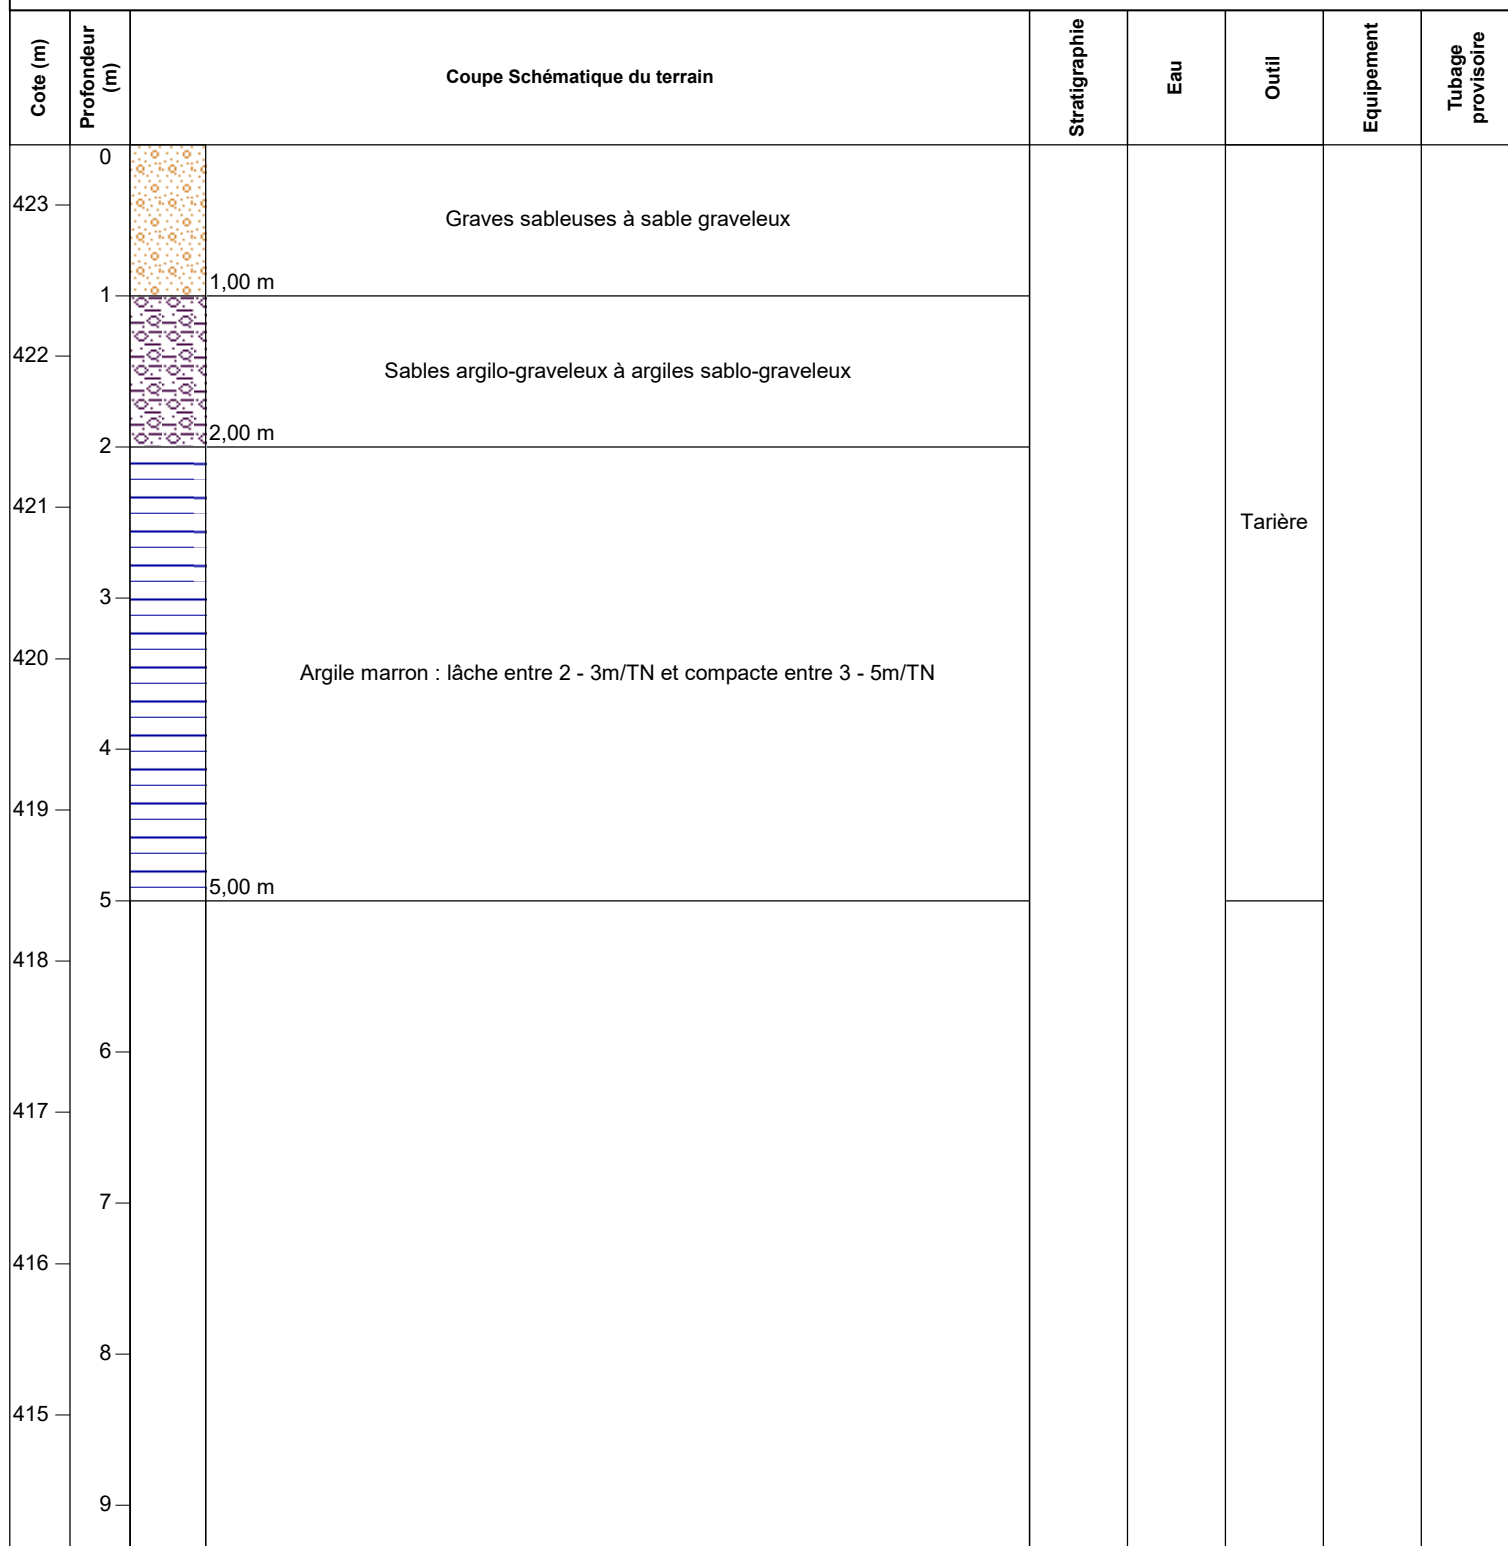 Cote (m)
Profondeur
(m)
Coupe Schématique du terrain
Stratigraphie
Eau
Outil
Equipement
Tubage
provisoire
0
423
Graves sableuses à sable graveleux
1,00 m
1
422
Sables argilo-graveleux à argiles sablo-graveleux
2,00 m
2
421
Tarière
3
420
Argile marron : lâche entre 2 - 3m/TN et compacte entre 3 - 5m/TN
4
419
5,00 m
5
418
6
417
7
416
8
415
9